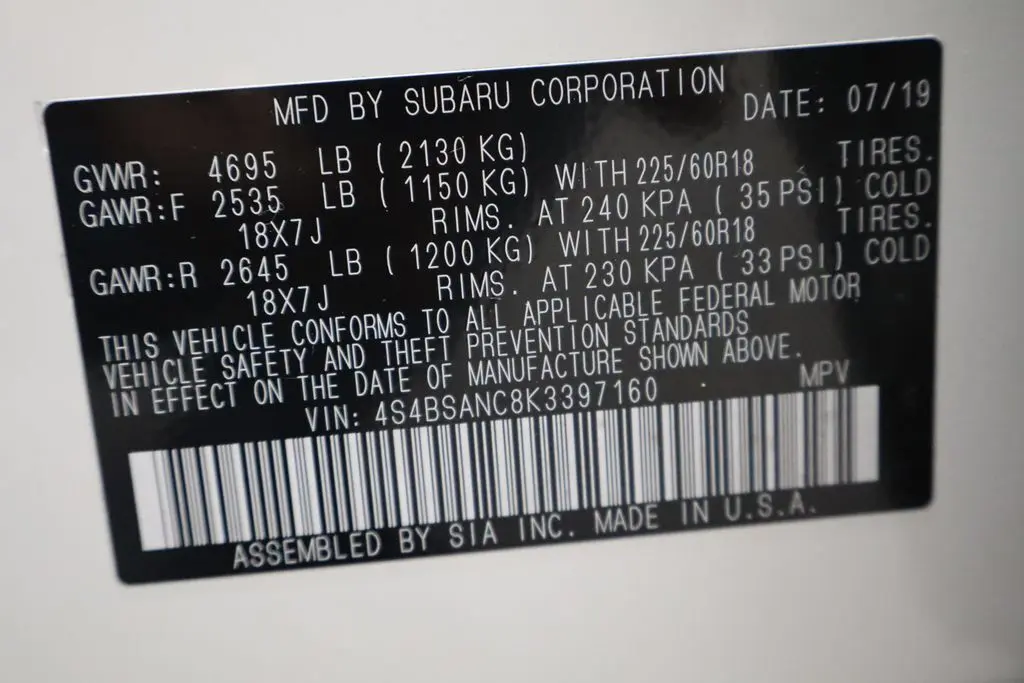 MFD BY SUBARU CORPORATION DATE: 07/19
GVWR: 4695 LB ( 2130 KG)
GAWR:F 2535 LB ( 1150 KG) WITH 225/60R18 TIRES.
18X7J RIMS. AT 240 KPA ( 35 PSI) COLD
GAWR:R 2645 LB ( 1200 KG) WITH 225/60R18 TIRES.
18X7J RIMS. AT 230 KPA ( 33 PSI) COLD
THIS VEHICLE CONFORMS TO ALL APPLICABLE FEDERAL MOTOR
VEHICLE SAFETY AND THEFT PREVENTION STANDARDS
IN EFFECT ON THE DATE OF MANUFACTURE SHOWN ABOVE.
VIN: 4S4BSANC8K3397160 MPV
ASSEMBLED BY SIA INC. MADE IN U.S.A.